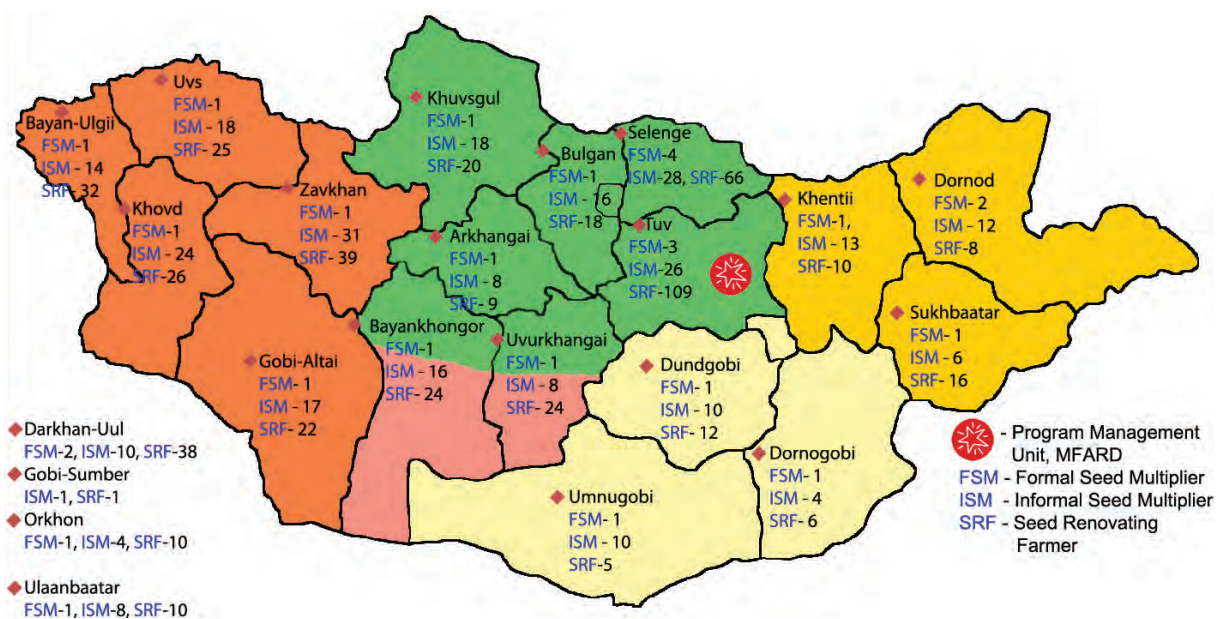 Uvs
FSM-1
ISM - 18
SRF- 25
Bayan-Ulgii
FSM-1
ISM - 14
SRF-32
Khovd
FSM-1
ISM - 24
SRF-26
Zavkhan
FSM- 1
ISM - 31
SRF- 39
Gobi-Altai
FSM- 1
ISM - 17
SRF- 22
Khuvsgul
FSM-1
ISM - 18
SRF-20
Bulgan
FSM-1
ISM - 16
SRF-18
Selenge
FSM-4
ISM-28, SRF-66
Arkhangai
FSM-1
ISM - 8
SRF- 9
Tuv
FSM-3
ISM-26
SRF-109
Bayankhongor
FSM-1
ISM - 16
SRF- 24
Uvurkhangai
FSM- 1
ISM - 8
SRF- 24
Khentii
FSM-1,
ISM - 13
SRF- 10
Dornod
FSM- 2
ISM - 12
SRF-8
Sukhbaatar
FSM- 1
ISM - 6
SRF- 16
Dundgobi
FSM- 1
ISM - 10
SRF- 12
Dornogobi
FSM- 1
ISM - 4
SRF- 6
Umnugobi
FSM- 1
ISM - 10
SRF-5
Darkhan-Uul
FSM-2, ISM-10, SRF-38
Gobi-Sumber
ISM-1, SRF-1
Orkhon
FSM-1, ISM-4, SRF-10
Ulaanbaatar
FSM-1, ISM-8, SRF-10
- Program Management
Unit, MFARD
FSM - Formal Seed Multiplier
ISM - Informal Seed Multiplier
SRF - Seed Renovating
Farmer